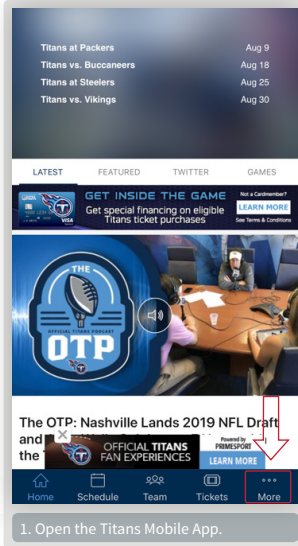 Titans at Packers Aug 9
Titans vs. Buccaneers Aug 18
Titans at Steelers Aug 25
Titans vs. Vikings Aug 30
LATEST FEATURED TWITTER GAMES
GET INSIDE THE GAME
Get special financing on eligible
Titans ticket purchases
VISA
Not a Cardmember?
LEARN MORE
See Terms & Conditions
THE
OFFICIAL TITANS PODCAST
OTP
The OTP: Nashville Lands 2019 NFL Draft
and
the
X
OFFICIAL TITANS
FAN EXPERIENCES
Powered by
PRIMESPORT
LEARN MORE
Home Schedule Team Tickets More
1. Open the Titans Mobile App.